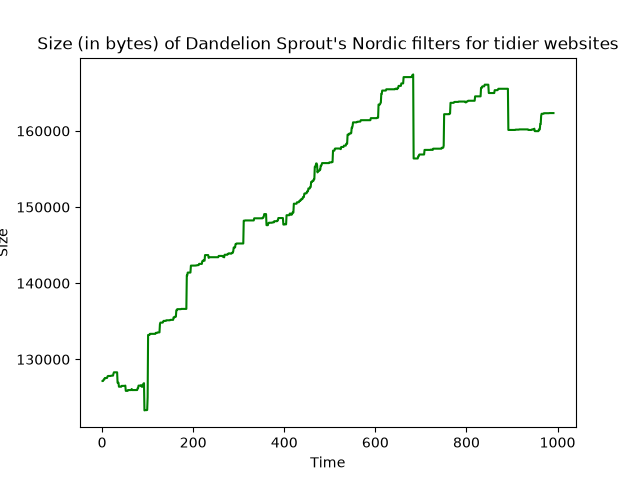 Size (in bytes) of Dandelion Sprout's Nordic filters for tidier websites
160000
150000
140000
130000
Size
0 200 400 600 800 1000
Time